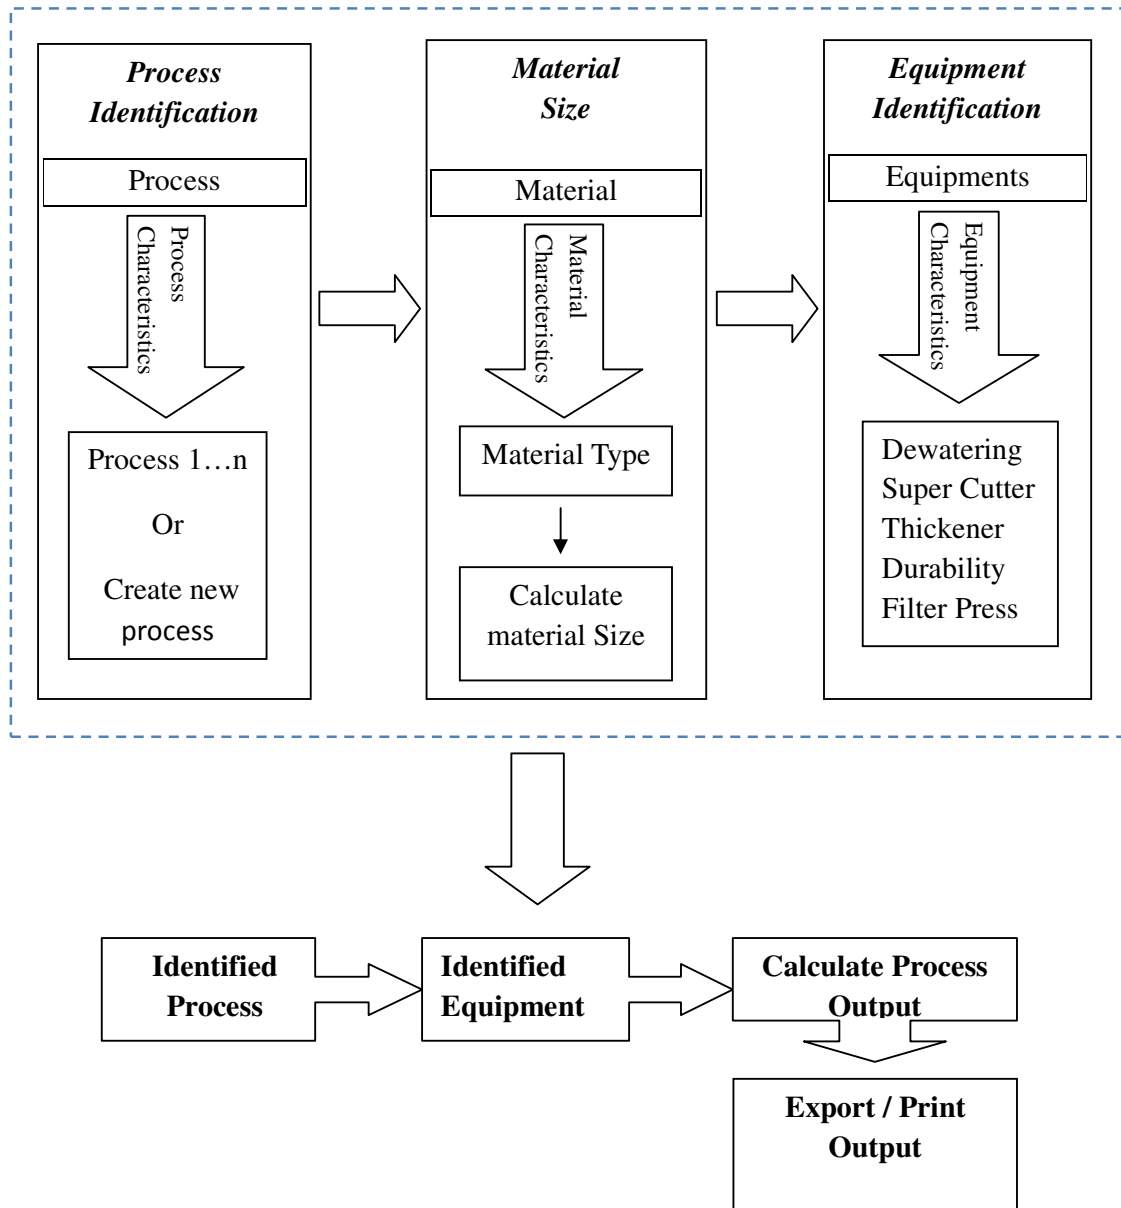 Process
Identification
Process
Process
Characteristics
Process 1…n
Or
Create new
process
Material
Size
Material
Material
Characteristics
Material Type
Calculate
material Size
Equipment
Identification
Equipments
Equipment
Characteristics
Dewatering
Super Cutter
Thickener
Durability
Filter Press
Identified
Process
Identified
Equipment
Calculate Process
Output
Export / Print
Output